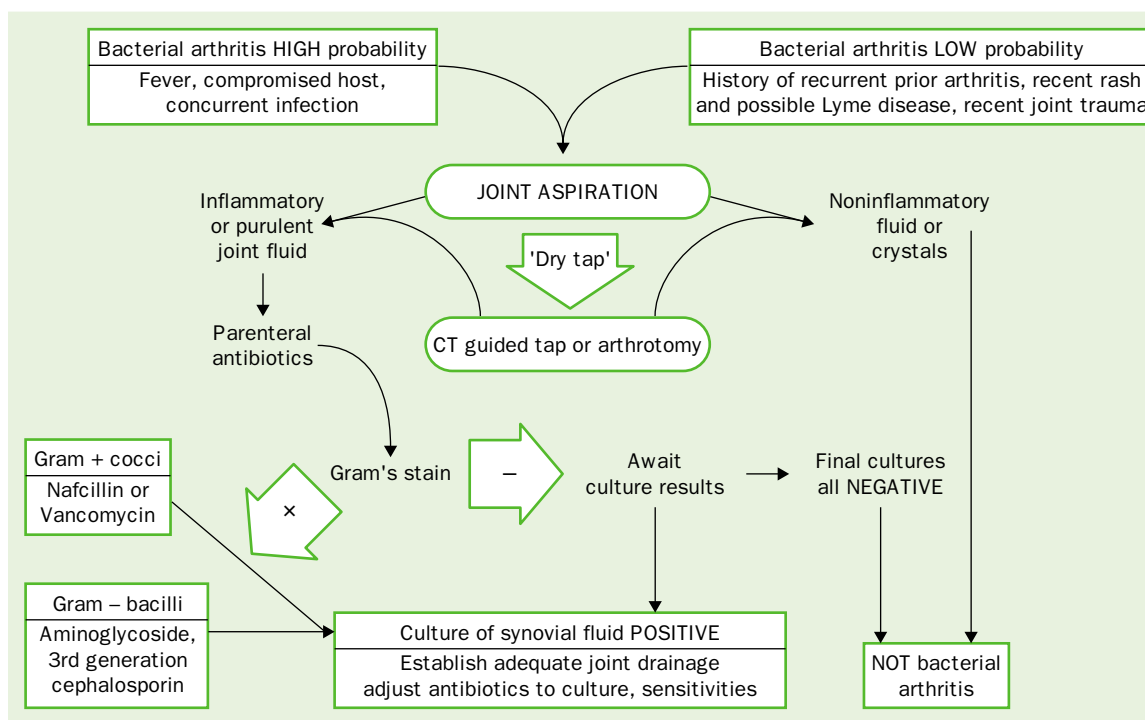 Bacterial arthritis HIGH probability
Fever, compromised host,
concurrent infection
Bacterial arthritis LOW probability
History of recurrent prior arthritis, recent rash
and possible Lyme disease, recent joint trauma
JOINT ASPIRATION
Inflammatory
or purulent
joint fluid
Noninflammatory
fluid or
crystals
'Dry tap'
CT guided tap or arthrotomy
Parenteral
antibiotics
Gram + cocci
Nafcillin or
Vancomycin
×
Gram's stain
–
Await
culture results
Final cultures
all NEGATIVE
Gram – bacilli
Aminoglycoside,
3rd generation
cephalosporin
Culture of synovial fluid POSITIVE
Establish adequate joint drainage
adjust antibiotics to culture, sensitivities
NOT bacterial
arthritis